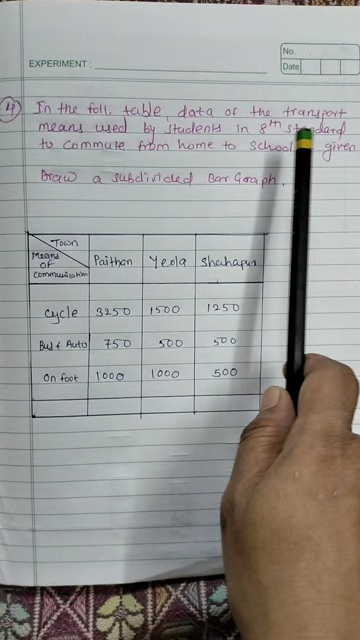 No.
EXPERIMENT:
Date
4) In the foll. table data of the transport
means used by students in 8th standard
to commute from home to school given
Draw a subdivided Bar Graph.
Town
Means of Communication
Paithan Yeola Shahapur
Cycle 3250 1500 1250
Bus & Auto 750 500 500
On foot 1000 1000 500